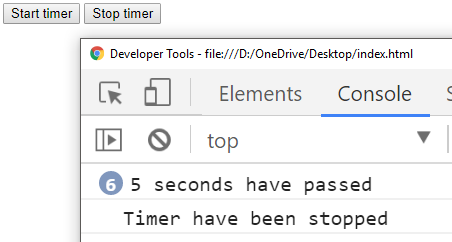 Start timer Stop timer
Developer Tools - file:///D:/OneDrive/Desktop/index.html
Elements Console
top
6 5 seconds have passed
Timer have been stopped